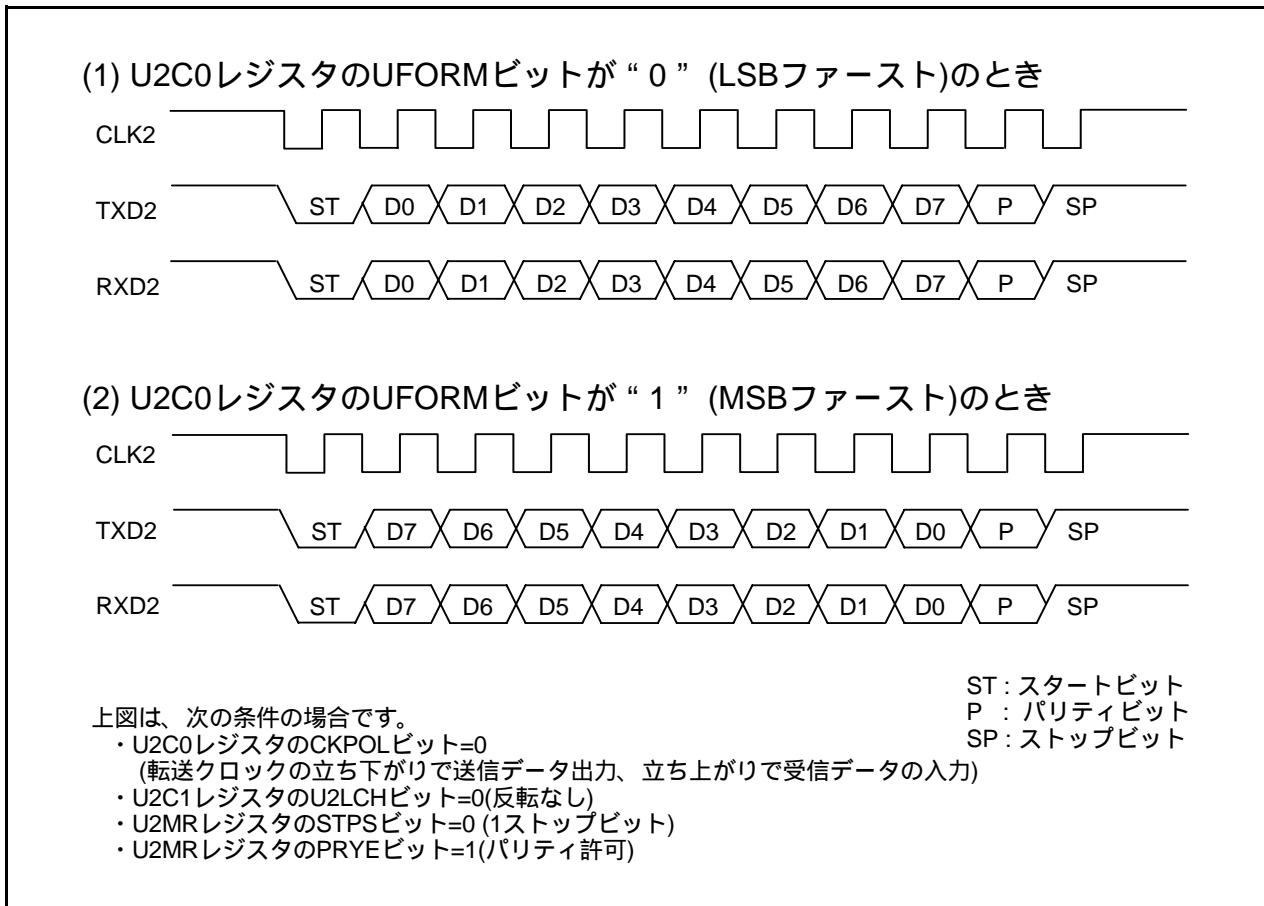 (1) U2C0レジスタのUFORMビットが“0”(LSBファースト)のとき
CLK2
TXD2 ST D0 D1 D2 D3 D4 D5 D6 D7 P SP
RXD2 ST D0 D1 D2 D3 D4 D5 D6 D7 P SP
(2) U2C0レジスタのUFORMビットが“1”(MSBファースト)のとき
CLK2
TXD2 ST D7 D6 D5 D4 D3 D2 D1 D0 P SP
RXD2 ST D7 D6 D5 D4 D3 D2 D1 D0 P SP
ST : スタートビット
P : パリティビット
SP : ストップビット
上図は、次の条件の場合です。
・U2C0レジスタのCKPOLビット=0
(転送クロックの立ち下がりで送信データ出力、立ち上がりで受信データの入力)
・U2C1レジスタのU2LCHビット=0(反転なし)
・U2MRレジスタのSTPSビット=0 (1ストップビット)
・U2MRレジスタのPRYEビット=1(パリティ許可)